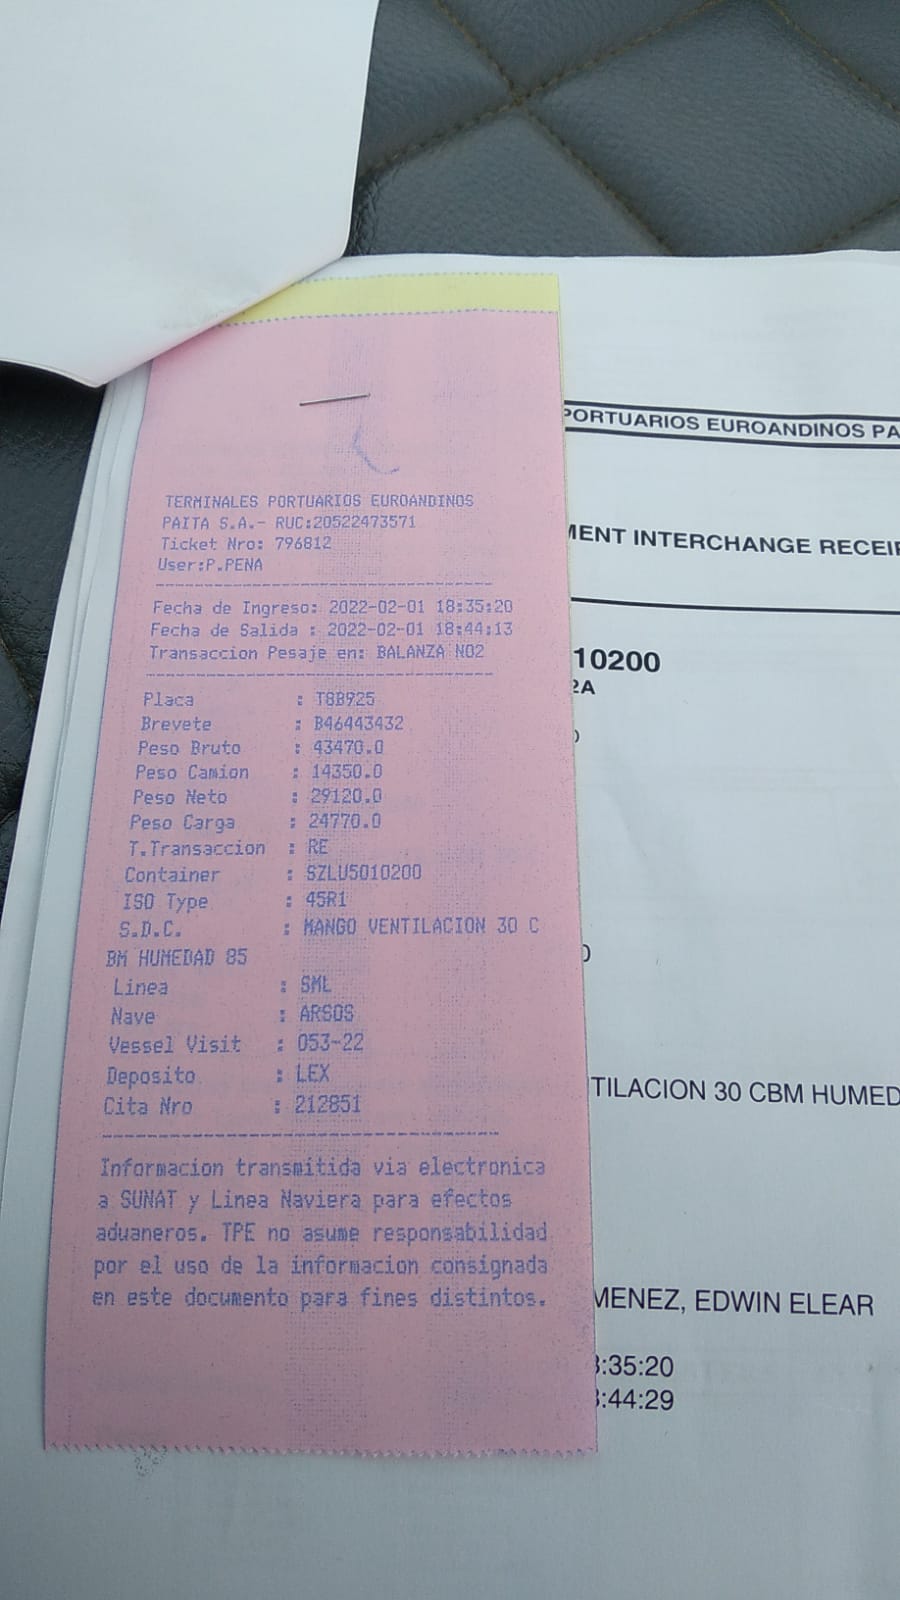 TERMINALES PORTUARIOS EUROANDINOS
PAITA S.A.- RUC:20522473571
Ticket Nro: 796812
User:P.PENA
Fecha de Ingreso: 2022-02-01 18:35:20
Fecha de Salida : 2022-02-01 18:44:13
Transaccion Pesaje en: BALANZA NO2
Placa : T8B925
Brevete : B46443432
Peso Bruto : 43470.0
Peso Camion : 14350.0
Peso Neto : 29120.0
Peso Carga : 24770.0
T.Transaccion : RE
Container : SZLU5010200
ISO Type : 45R1
S.D.C. : MANGO VENTILACION 30 C
BM HUMEDAD 85
Linea : SML
Nave : ARSOS
Vessel Visit : 053-22
Deposito : LEX
Cita Nro : 212851
Informacion transmitida via electronica
a SUNAT y Linea Naviera para efectos
aduaneros. TPE no asume responsabilidad
por el uso de la informacion consignada
en este documento para fines distintos.
PORTUARIOS EUROANDINOS PA
MENT INTERCHANGE RECEI
10200
2A
TILACION 30 CBM HUMED
MENEZ, EDWIN ELEAR
:35:20
:44:29